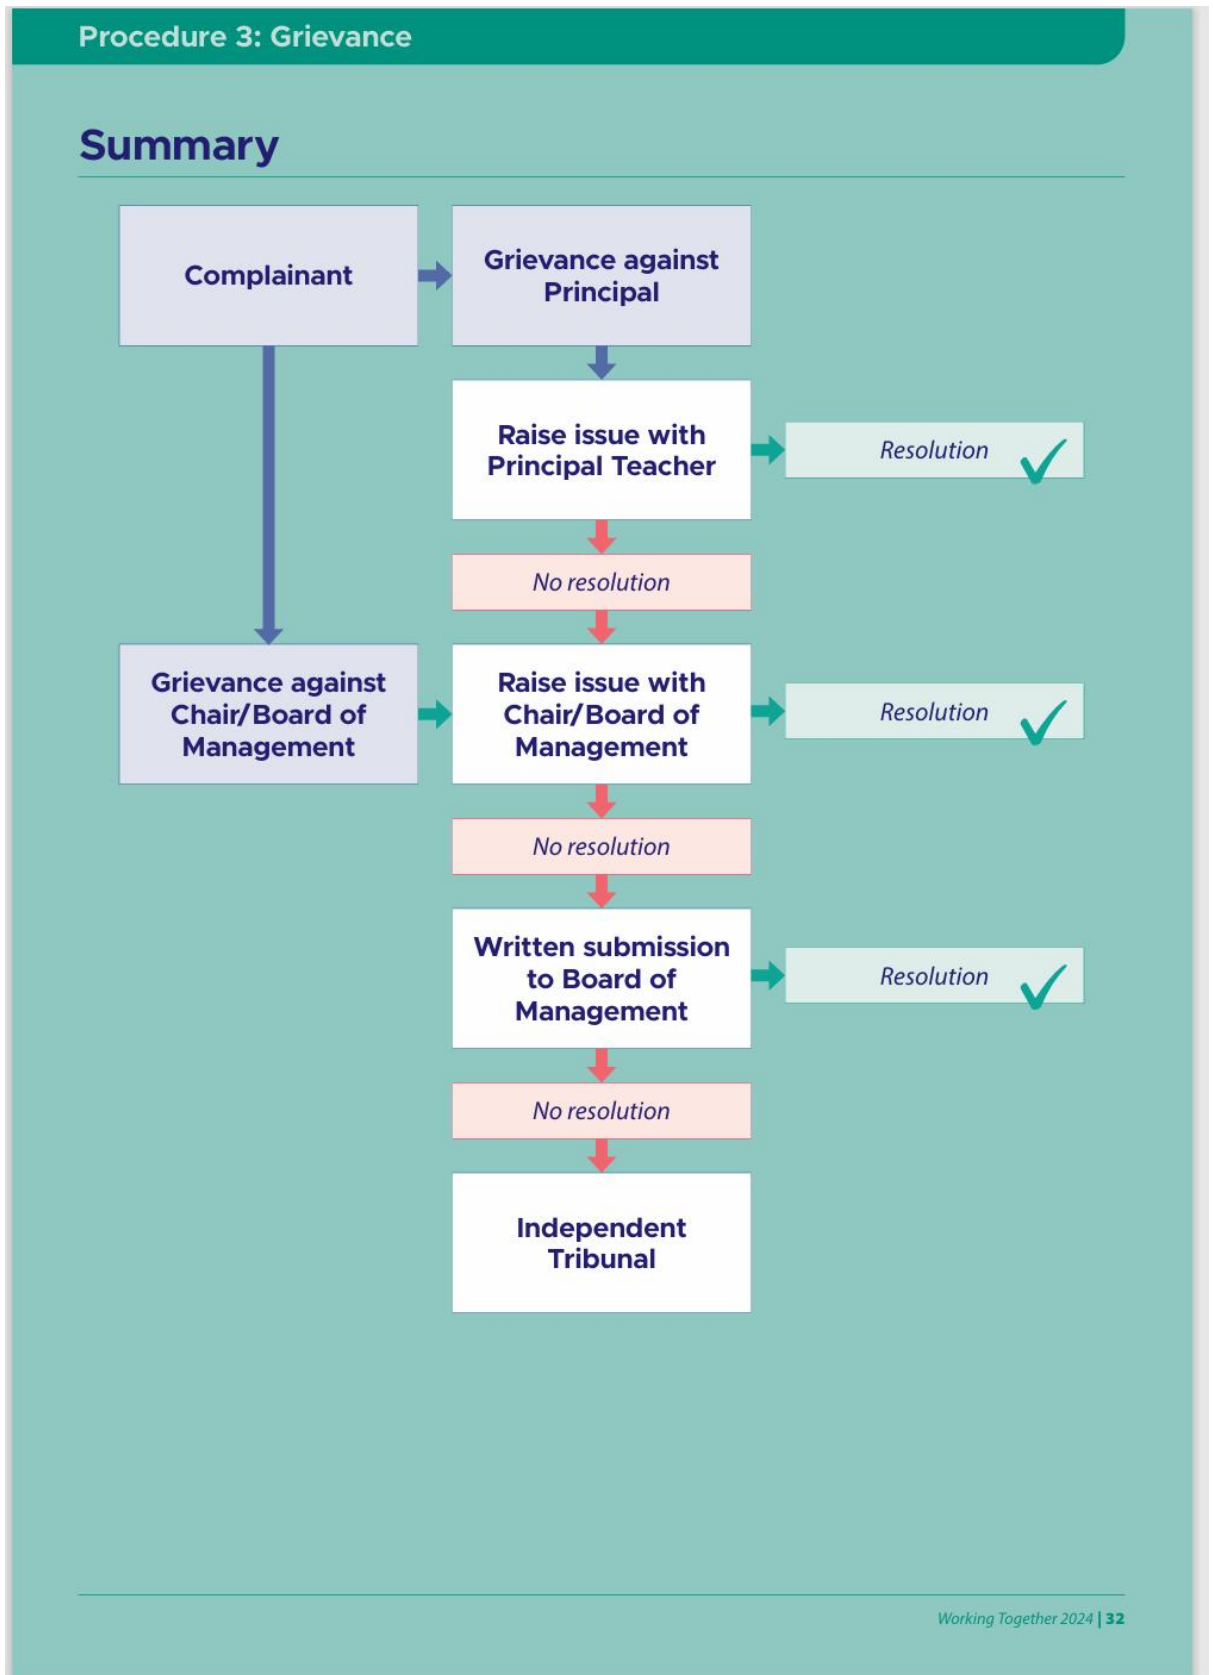 Procedure 3: Grievance
Summary
Complainant
Grievance against
Principal
Raise issue with
Principal Teacher
Resolution
No resolution
Grievance against
Chair/Board of
Management
Raise issue with
Chair/Board of
Management
Resolution
No resolution
Written submission
to Board of
Management
Resolution
No resolution
Independent
Tribunal
Working Together 2024 | 32